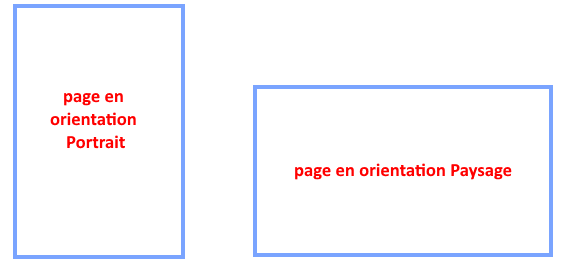 page en
orientation
Portrait
page en orientation Paysage